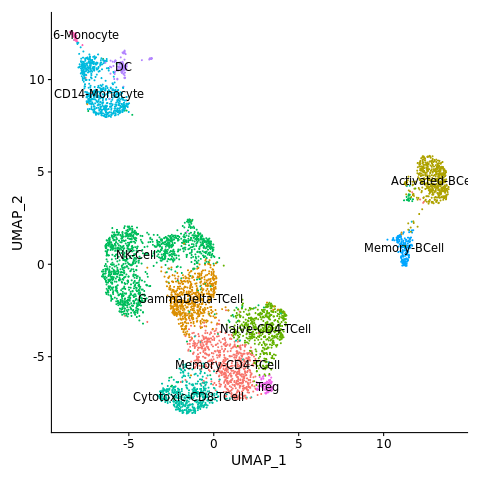 6-Monocyte
DC
10
CD14-Monocyte
5
Activated-BCe
Memory-BCell
NK-Cell
0
GammaDelta-TCell
Naive-CD4-TCell
-5
Memory-CD4-TCell
Treg
Cytotoxic-CD8-TCell
UMAP_2
-5
0
5
10
UMAP_1